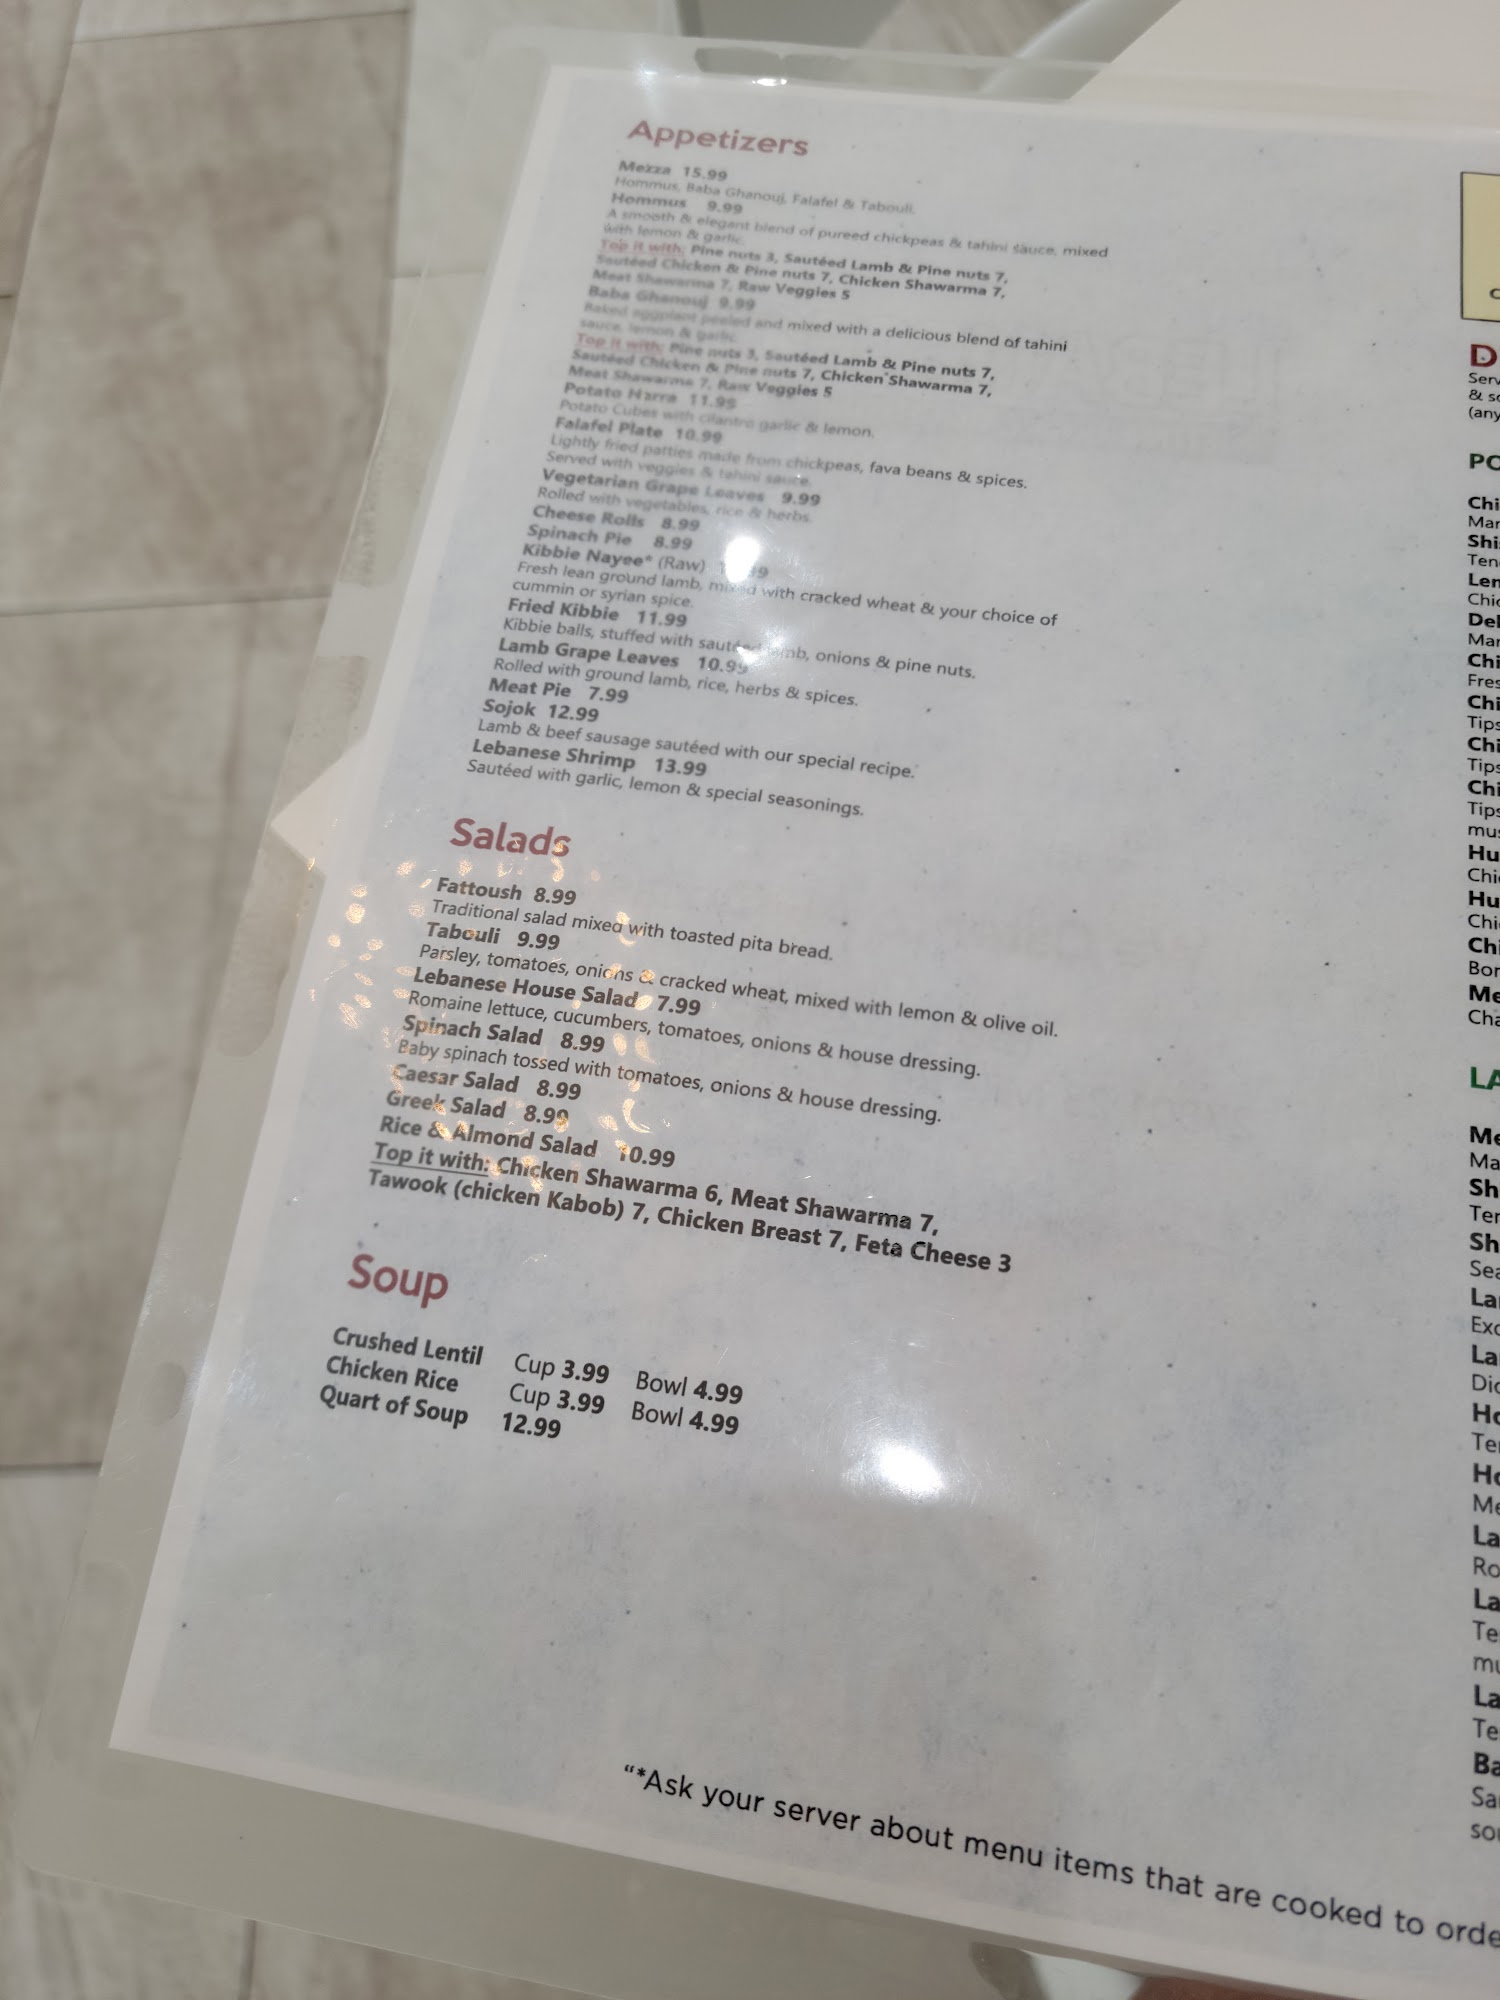 Appetizers
Mezza 15.99
Hommus, Baba Ghanouj, Falafel & Tabouli.
Hommus 9.99
A smooth & elegant blend of pureed chickpeas & tahini sauce, mixed
with lemon & garlic.
Top it with: Pine nuts 3, Sautéed Lamb & Pine nuts 7,
Sautéed Chicken & Pine nuts 7, Chicken Shawarma 7,
Meat Shawarma 7, Raw Veggies 5
Baba Ghanouj 9.99
Baked eggplant peeled and mixed with a delicious blend of tahini
sauce, lemon & garlic.
Top it with: Pine nuts 3, Sautéed Lamb & Pine nuts 7,
Sautéed Chicken & Pine nuts 7, Chicken Shawarma 7,
Meat Shawarma 7, Raw Veggies 5
Potato Harra 11.99
Potato Cubes with cilantro garlic & lemon.
Falafel Plate 10.99
Lightly fried patties made from chickpeas, fava beans & spices.
Served with veggies & tahini sauce.
Vegetarian Grape Leaves 9.99
Rolled with vegetables, rice & herbs.
Cheese Rolls 8.99
Spinach Pie 8.99
Kibbie Nayee* (Raw)
Fresh lean ground lamb, mixed with cracked wheat & your choice of
cummin or syrian spice.
Fried Kibbie 11.99
Kibbie balls, stuffed with sautéed lamb, onions & pine nuts.
Lamb Grape Leaves 10.99
Rolled with ground lamb, rice, herbs & spices.
Meat Pie 7.99
Sojok 12.99
Lamb & beef sausage sautéed with our special recipe.
Lebanese Shrimp 13.99
Sautéed with garlic, lemon & special seasonings.
Salads
Fattoush 8.99
Traditional salad mixed with toasted pita bread.
Tabouli 9.99
Parsley, tomatoes, onions & cracked wheat, mixed with lemon & olive oil.
Lebanese House Salad 7.99
Romaine lettuce, cucumbers, tomatoes, onions & house dressing.
Spinach Salad 8.99
Baby spinach tossed with tomatoes, onions & house dressing.
Caesar Salad 8.99
Greek Salad 8.99
Rice & Almond Salad 10.99
Top it with: Chicken Shawarma 6, Meat Shawarma 7,
Tawook (chicken Kabob) 7, Chicken Breast 7, Feta Cheese 3
Soup
Crushed Lentil Cup 3.99 Bowl 4.99
Chicken Rice Cup 3.99 Bowl 4.99
Quart of Soup 12.99
"*Ask your server about menu items that are cooked to orde